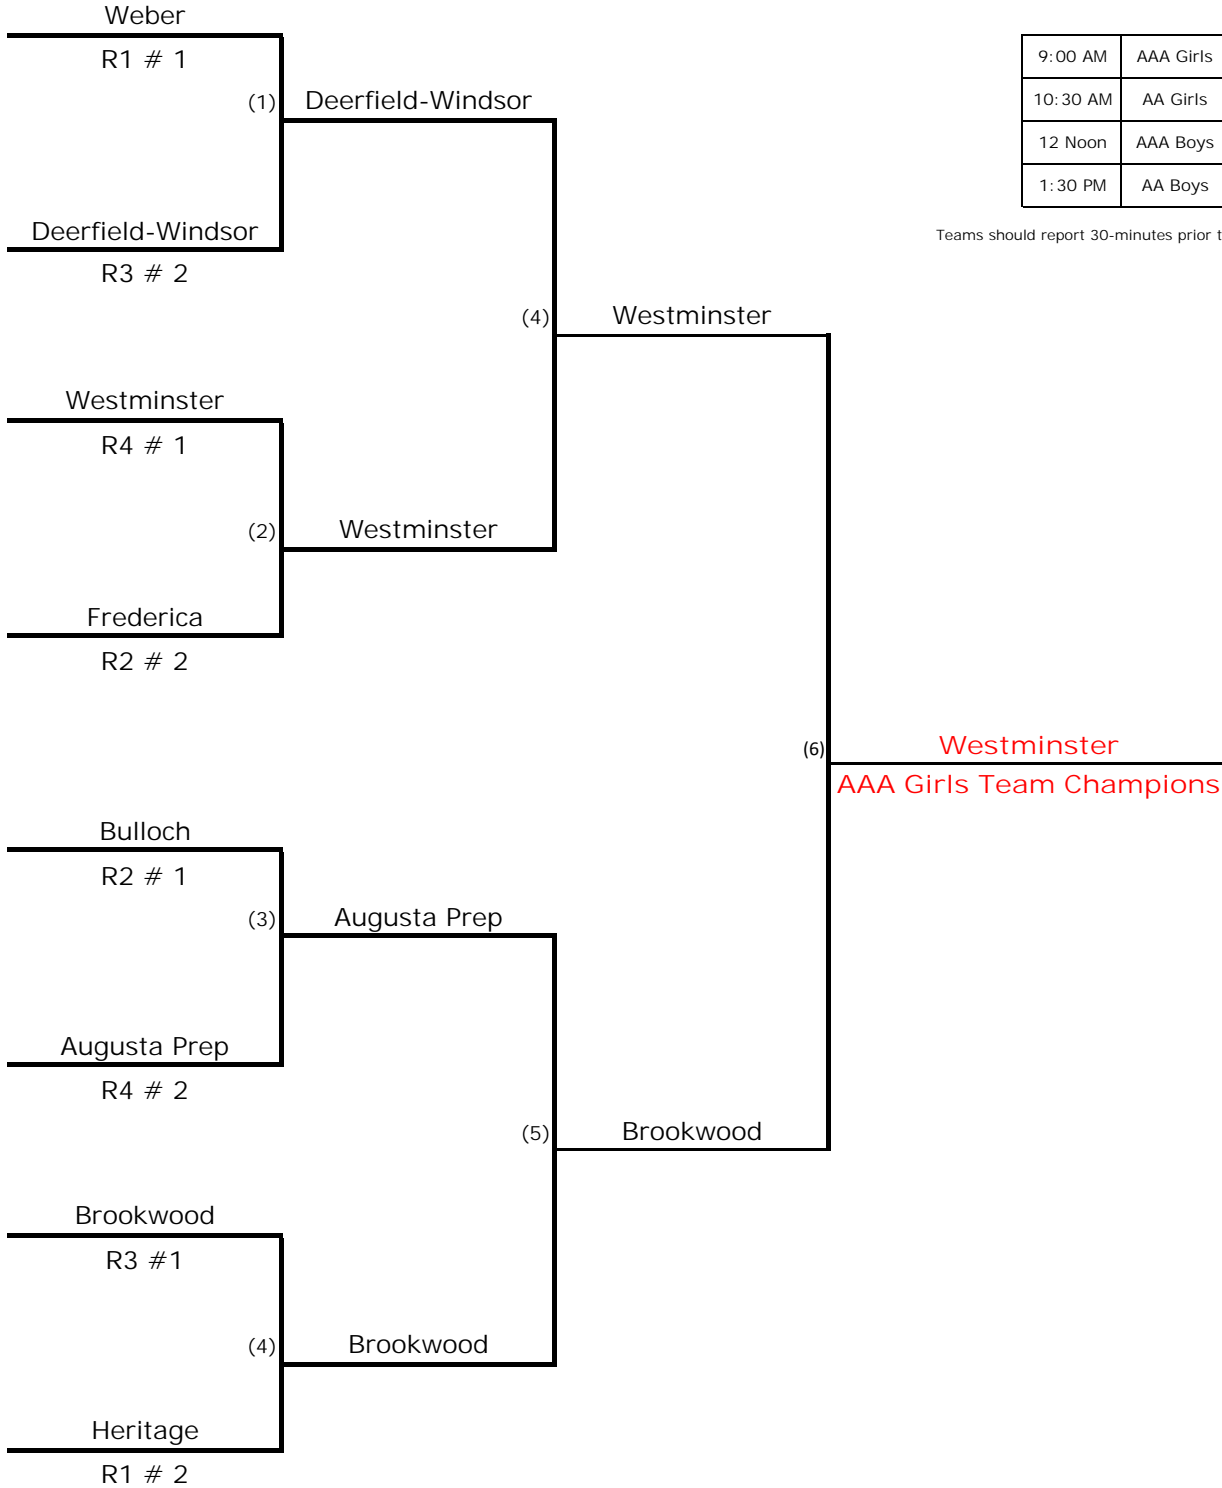 Weber
R1 # 1
9:00 AM AAA Girls
(1) Deerfield-Windsor
10:30 AM AA Girls
12 Noon AAA Boys
1:30 PM AA Boys
Deerfield-Windsor
Teams should report 30-minutes prior t
R3 # 2
(4) Westminster
Westminster
R4 # 1
(2) Westminster
Frederica
R2 # 2
(6) Westminster
AAA Girls Team Champions
Bulloch
R2 # 1
(3) Augusta Prep
Augusta Prep
R4 # 2
(5) Brookwood
Brookwood
R3 #1
(4) Brookwood
Heritage
R1 # 2